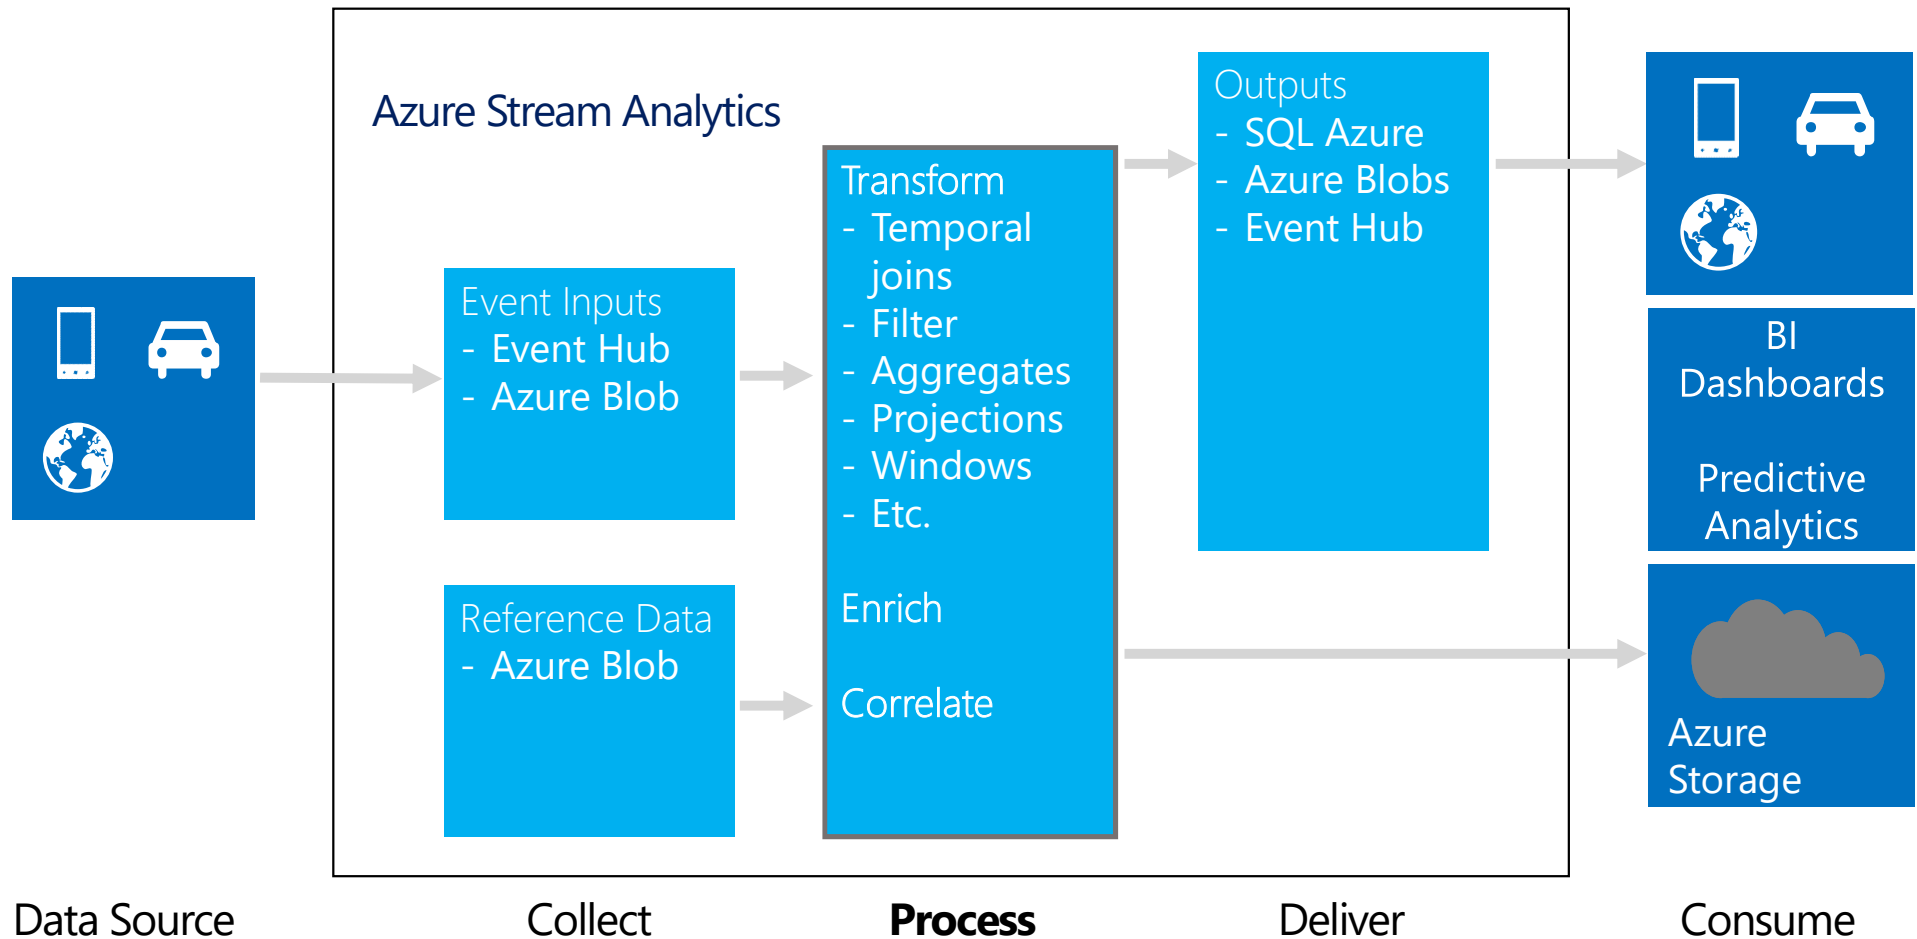 Azure Stream Analytics
Event Inputs
- Event Hub
- Azure Blob
Reference Data
- Azure Blob
Transform
- Temporal
joins
- Filter
- Aggregates
- Projections
- Windows
- Etc.
Enrich
Correlate
Outputs
- SQL Azure
- Azure Blobs
- Event Hub
BI
Dashboards
Predictive
Analytics
Azure
Storage
Data Source
Collect
Process
Deliver
Consume